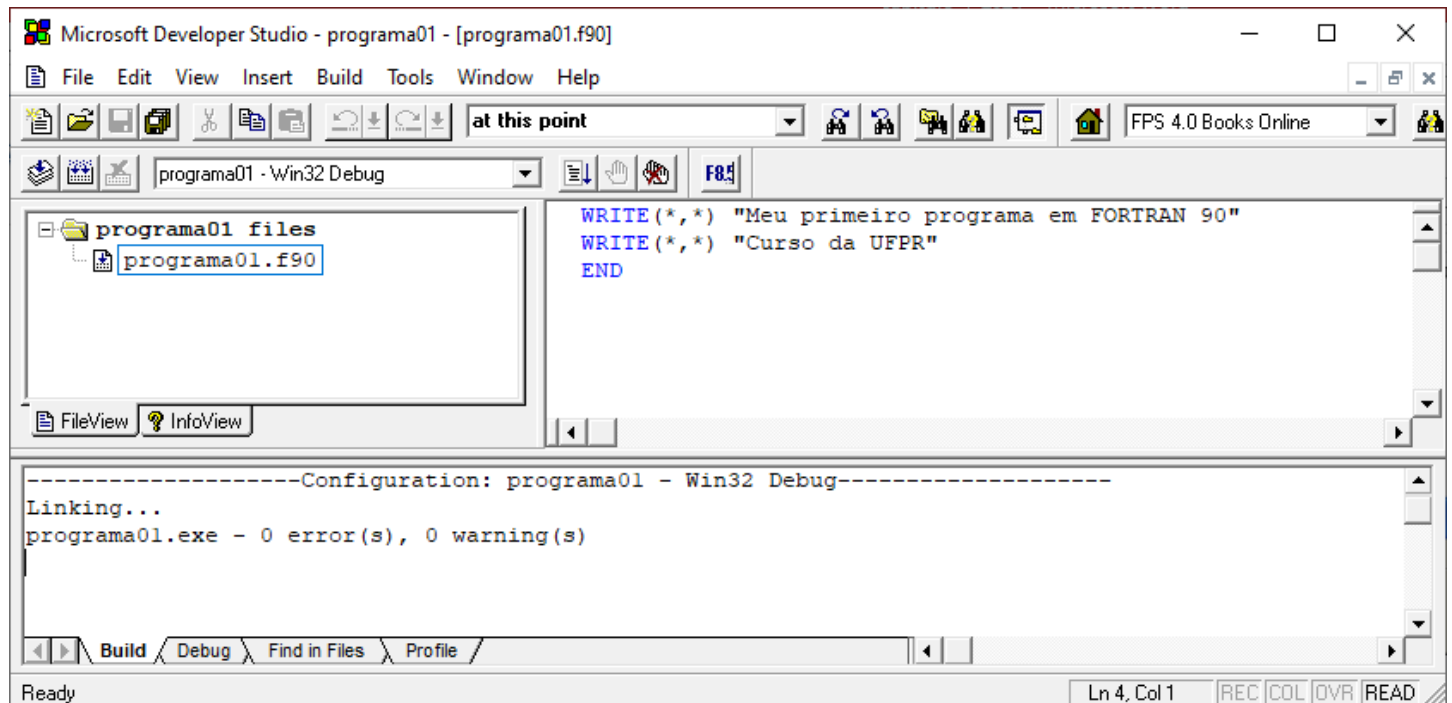 Microsoft Developer Studio - programa01 - [programa01.f90]
File Edit View Insert Build Tools Window Help
at this point FPS 4.0 Books Online
programa01 - Win32 Debug F8.
programa01 files
programa01.f90
WRITE(*,*) "Meu primeiro programa em FORTRAN 90"
WRITE(*,*) "Curso da UFPR"
END
FileView InfoView
--------------------Configuration: programa01 - Win32 Debug--------------------
Linking...
programa01.exe - 0 error(s), 0 warning(s)
Build Debug Find in Files Profile
Ready Ln 4, Col 1 REC COL OVR READ